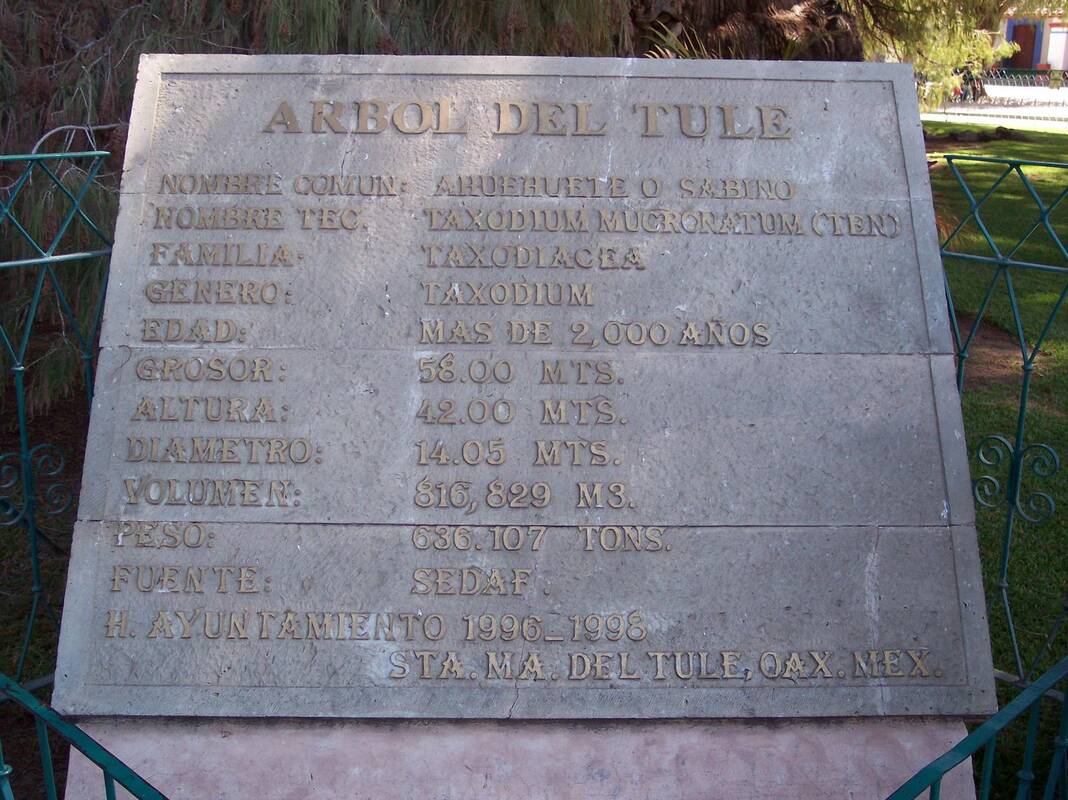 ARBOL DEL TULE
NOMBRE COMUN: AHUEHUETE O SABINO
NOMBRE TEC. TAXODIUM MUCRONATUM (TEN)
FAMILIA: TAXODIACEA
GENERO: TAXODIUM
EDAD: MAS DE 2,000 AÑOS
GROSOR: 58.00 MTS.
ALTURA: 42.00 MTS.
DIAMETRO: 14.05 MTS.
VOLUMEN: 816,829 M3.
PESO: 636.107 TONS.
FUENTE: SEDAF.
H. AYUNTAMIENTO 1996_1998
STA. MA. DEL TULE, OAX. MEX.